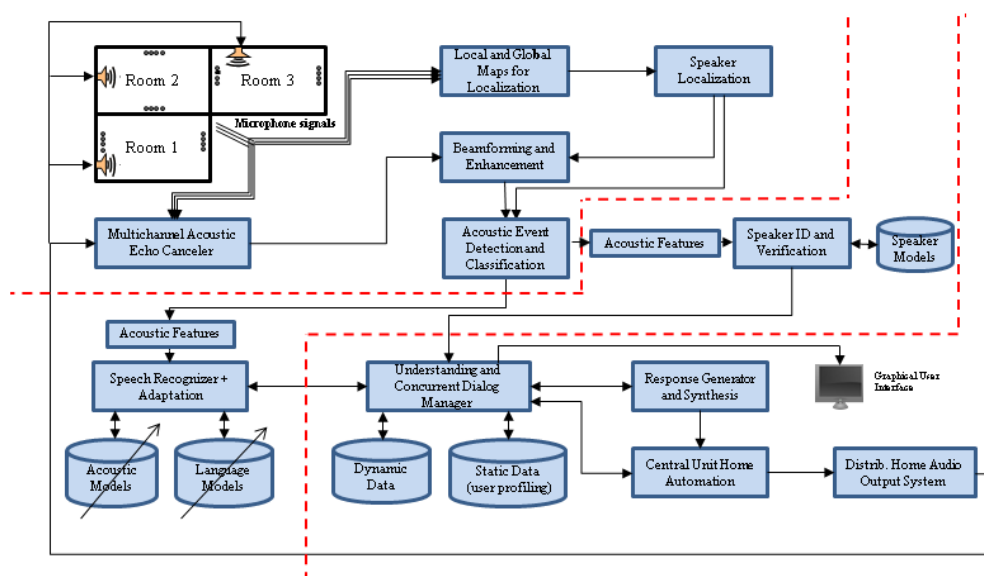 Room 2
Room 3
Room 1
Microphone signals
Local and Global
Maps for
Localization
Speaker
Localization
Beamforming and
Enhancement
Multichannel Acoustic
Echo Canceler
Acoustic Event
Detection and
Classification
Acoustic Features
Speaker ID and
Verification
Speaker
Models
Acoustic Features
Speech Recognizer +
Adaptation
Understanding and
Concurrent Dialog
Manager
Response Generator
and Synthesis
Graphical User
Interface
Acoustic
Models
Language
Models
Dynamic
Data
Static Data
(user profiling)
Central Unit Home
Automation
Distrib. Home Audio
Output System